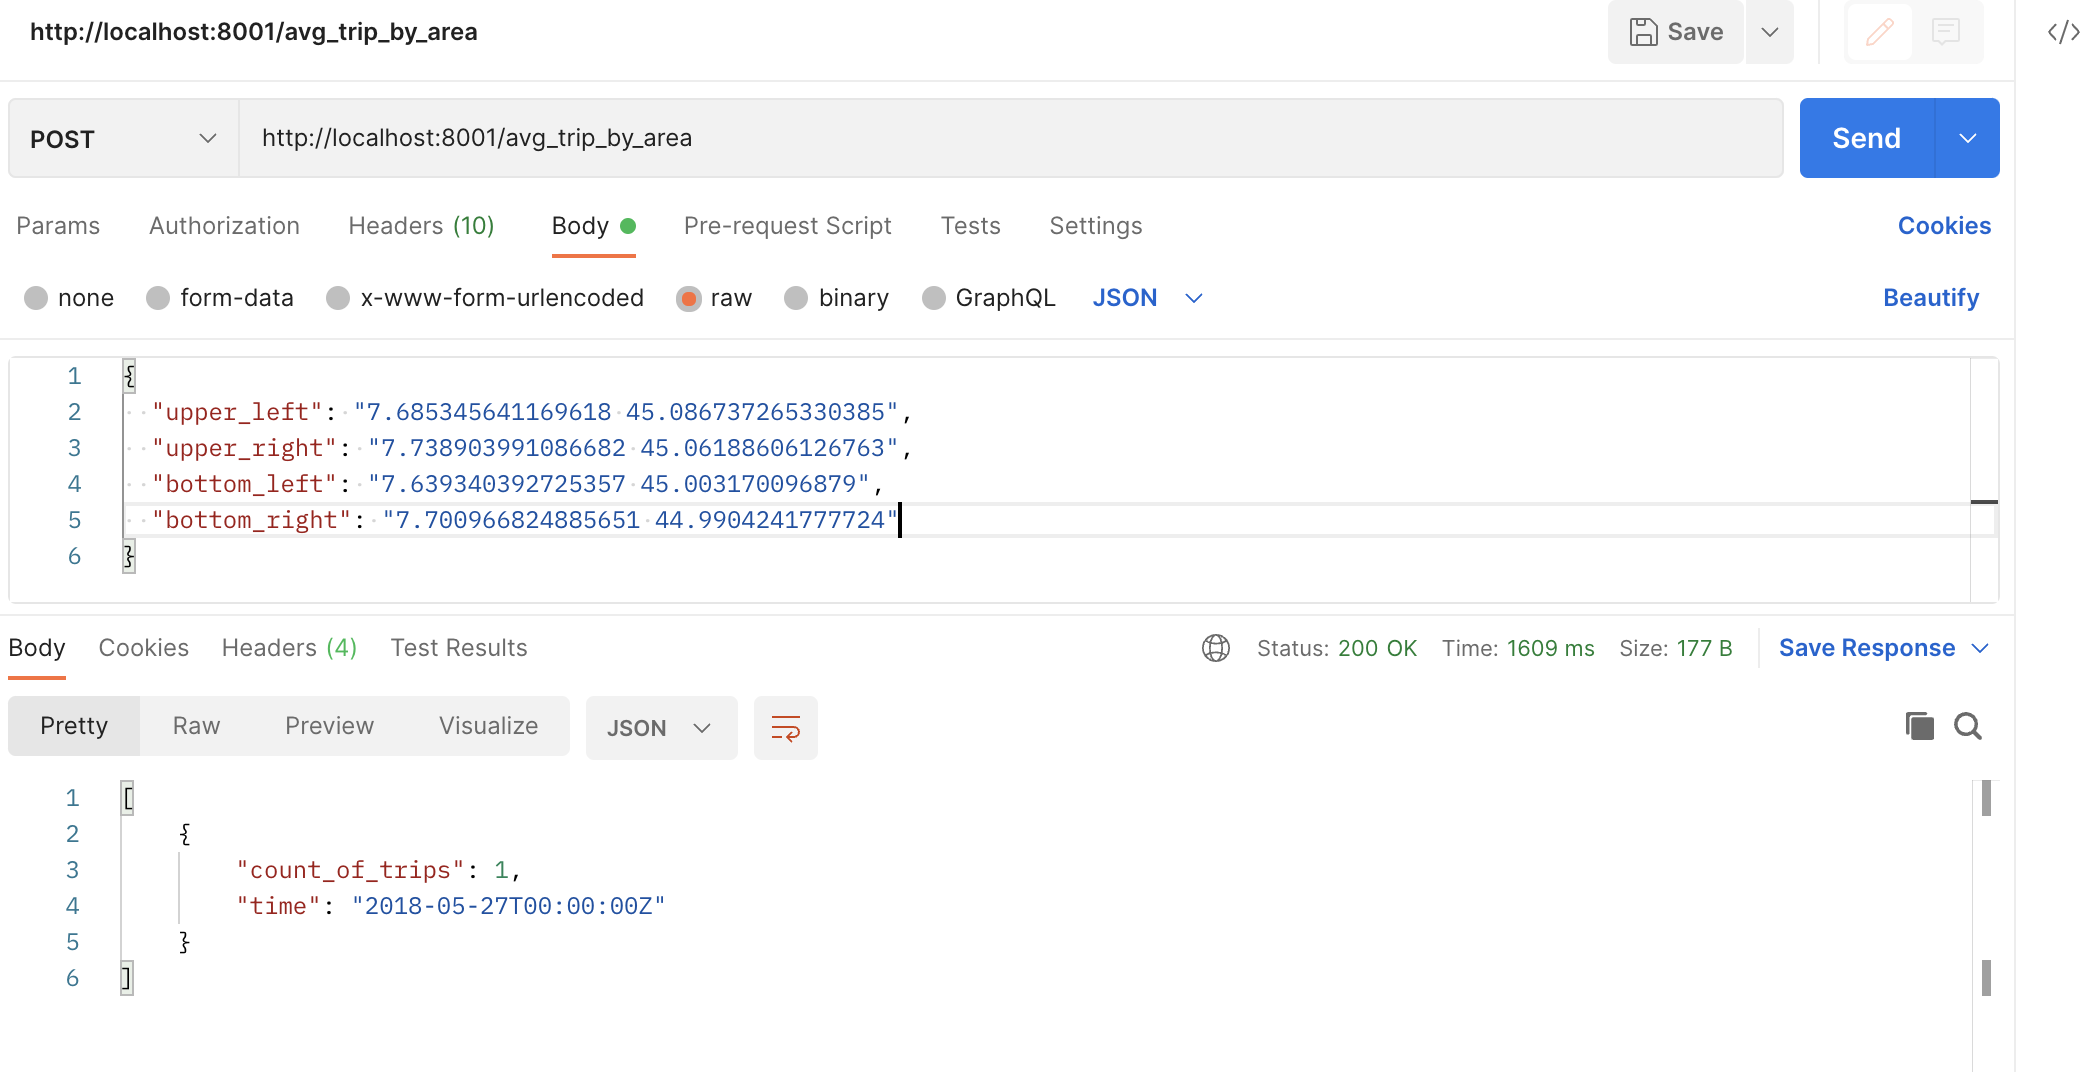 http://localhost:8001/avg_trip_by_area
Save
POST
http://localhost:8001/avg_trip_by_area
Send
Params Authorization Headers (10) Body Pre-request Script Tests Settings Cookies
none form-data x-www-form-urlencoded raw binary GraphQL JSON Beautify
1 {
2 "upper_left": "7.685345641169618 45.086737265330385",
3 "upper_right": "7.738903991086682 45.06188606126763",
4 "bottom_left": "7.639340392725357 45.003170096879",
5 "bottom_right": "7.700966824885651 44.9904241777724"
6 }
Body Cookies Headers (4) Test Results Status: 200 OK Time: 1609 ms Size: 177 B Save Response
Pretty Raw Preview Visualize JSON
1 [
2 {
3 "count_of_trips": 1,
4 "time": "2018-05-27T00:00:00Z"
5 }
6 ]